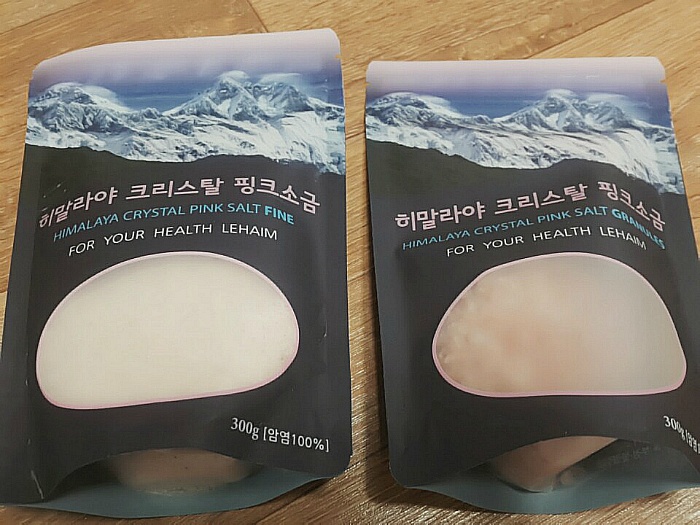 히말라야 크리스탈 핑크소금
HIMALAYA CRYSTAL PINK SALT FINE
FOR YOUR HEALTH LEHAIM
300g [암염100%]
히말라야 크리스탈 핑크소금
HIMALAYA CRYSTAL PINK SALT GRANULES
FOR YOUR HEALTH LEHAIM
300g